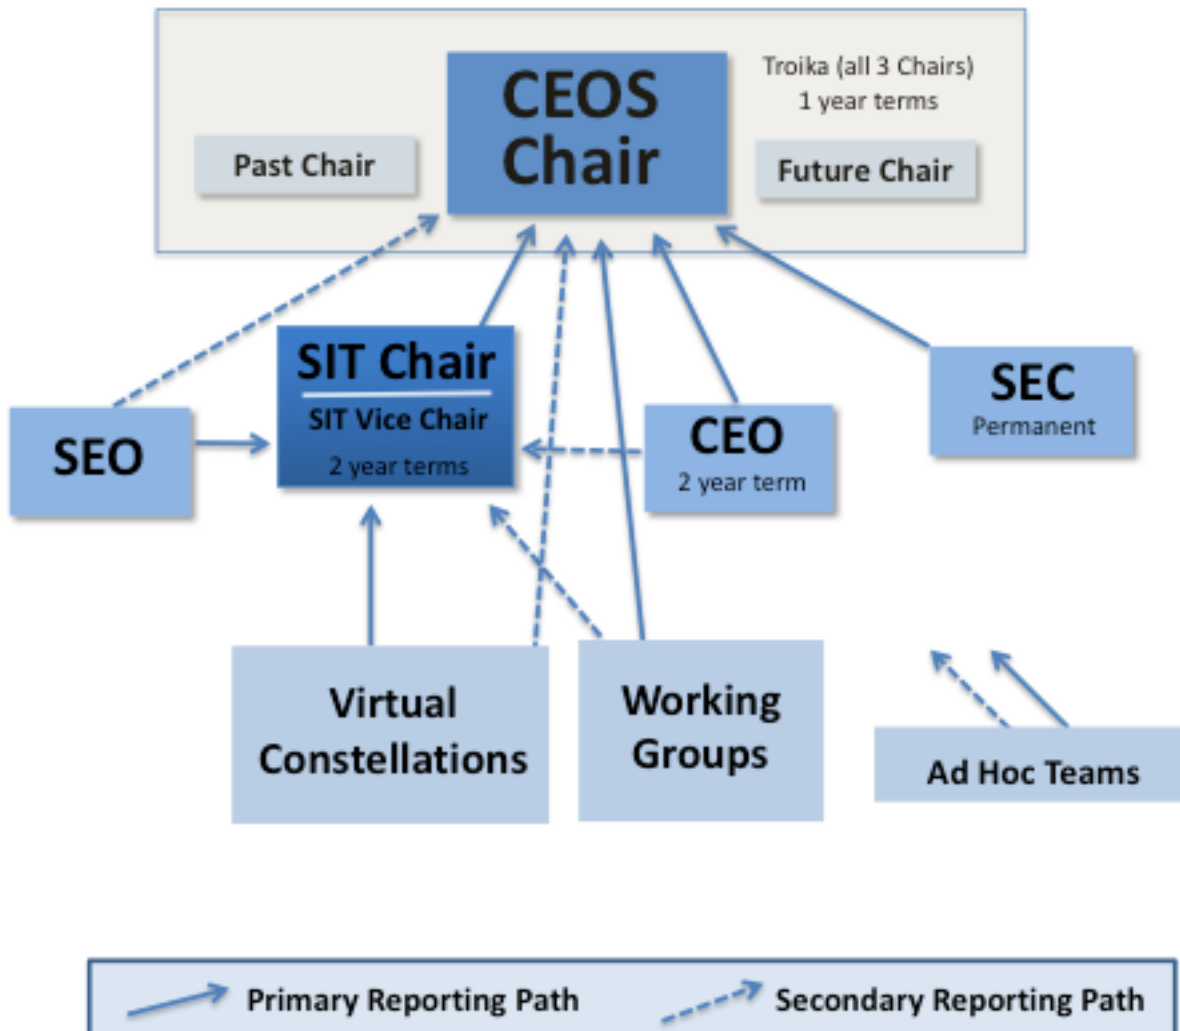 CEOS
Chair
Troika (all 3 Chairs)
1 year terms
Past Chair
Future Chair
SIT Chair
SIT Vice Chair
2 year terms
SEO
CEO
2 year term
SEC
Permanent
Virtual
Constellations
Working
Groups
Ad Hoc Teams
Primary Reporting Path
Secondary Reporting Path